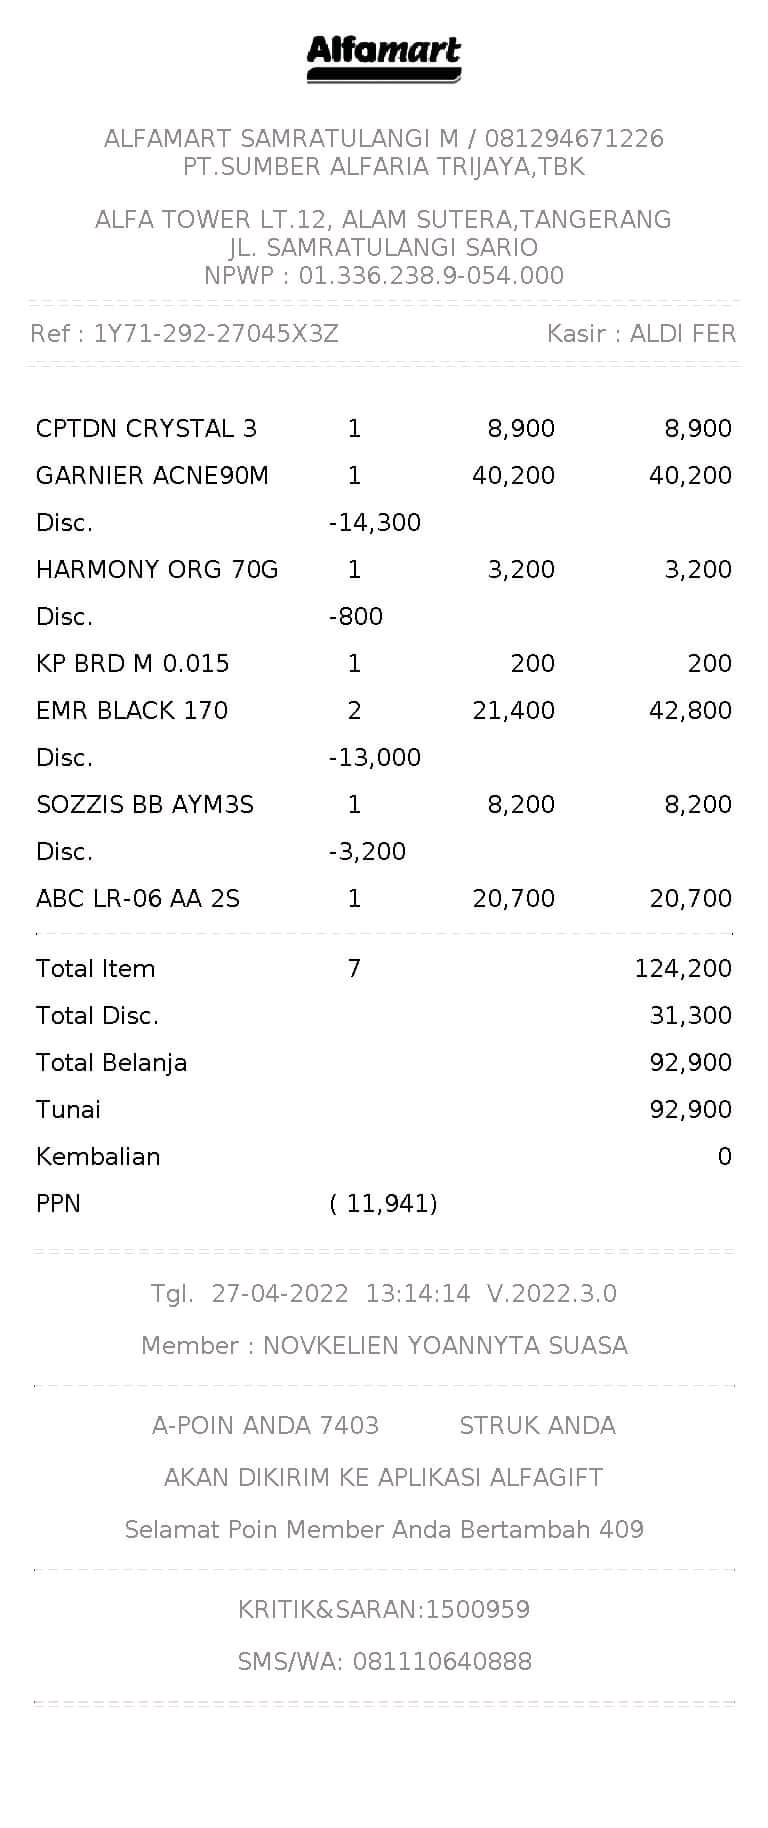 Alfamart
ALFAMART SAMRATULANGI M / 081294671226
PT.SUMBER ALFARIA TRIJAYA,TBK
ALFA TOWER LT.12, ALAM SUTERA,TANGERANG
JL. SAMRATULANGI SARIO
NPWP : 01.336.238.9-054.000
Ref : 1Y71-292-27045X3Z Kasir : ALDI FER
CPTDN CRYSTAL 3 1 8,900 8,900
GARNIER ACNE90M 1 40,200 40,200
Disc. -14,300
HARMONY ORG 70G 1 3,200 3,200
Disc. -800
KP BRD M 0.015 1 200 200
EMR BLACK 170 2 21,400 42,800
Disc. -13,000
SOZZIS BB AYM3S 1 8,200 8,200
Disc. -3,200
ABC LR-06 AA 2S 1 20,700 20,700
Total Item 7 124,200
Total Disc. 31,300
Total Belanja 92,900
Tunai 92,900
Kembalian 0
PPN ( 11,941)
Tgl. 27-04-2022 13:14:14 V.2022.3.0
Member : NOVKELIEN YOANNYTA SUASA
A-POIN ANDA 7403 STRUK ANDA
AKAN DIKIRIM KE APLIKASI ALFAGIFT
Selamat Poin Member Anda Bertambah 409
KRITIK&SARAN:1500959
SMS/WA: 081110640888